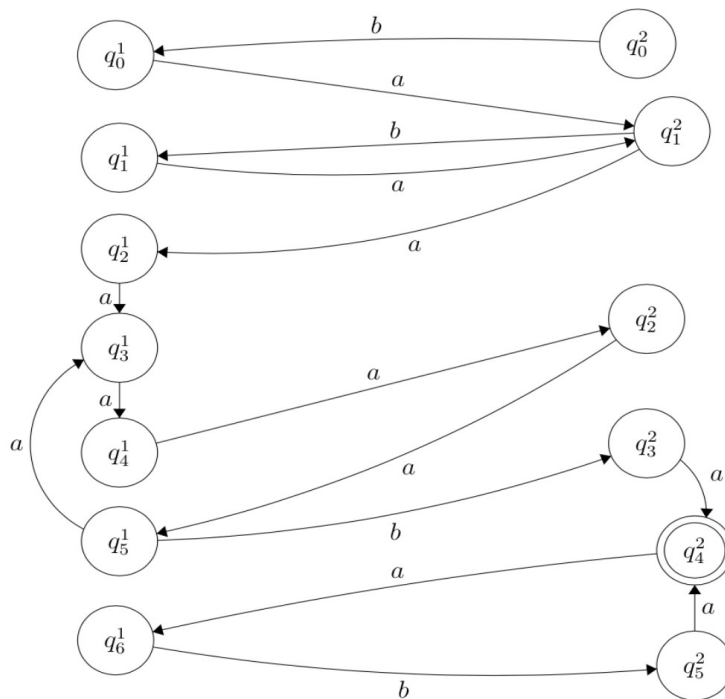 b
q_0^1 q_0^2
a
b q_1^2
q_1^1
a
q_2^1 a
a
q_2^2
q_3^1
a a
q_3^2
a q_4^1 a a
q_5^1 b
a q_4^2
a
q_6^1 q_5^2
b